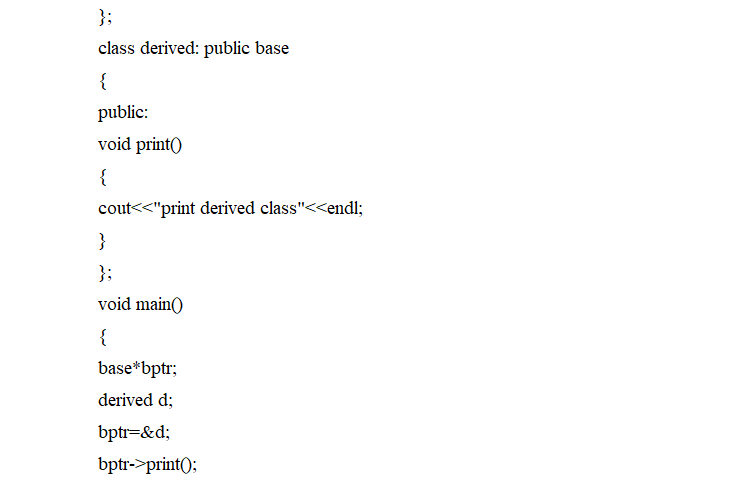 };
class derived: public base
{
public:
void print()
{
cout<<"print derived class"<<endl;
}
};
void main()
{
base*bptr;
derived d;
bptr=&d;
bptr->print();